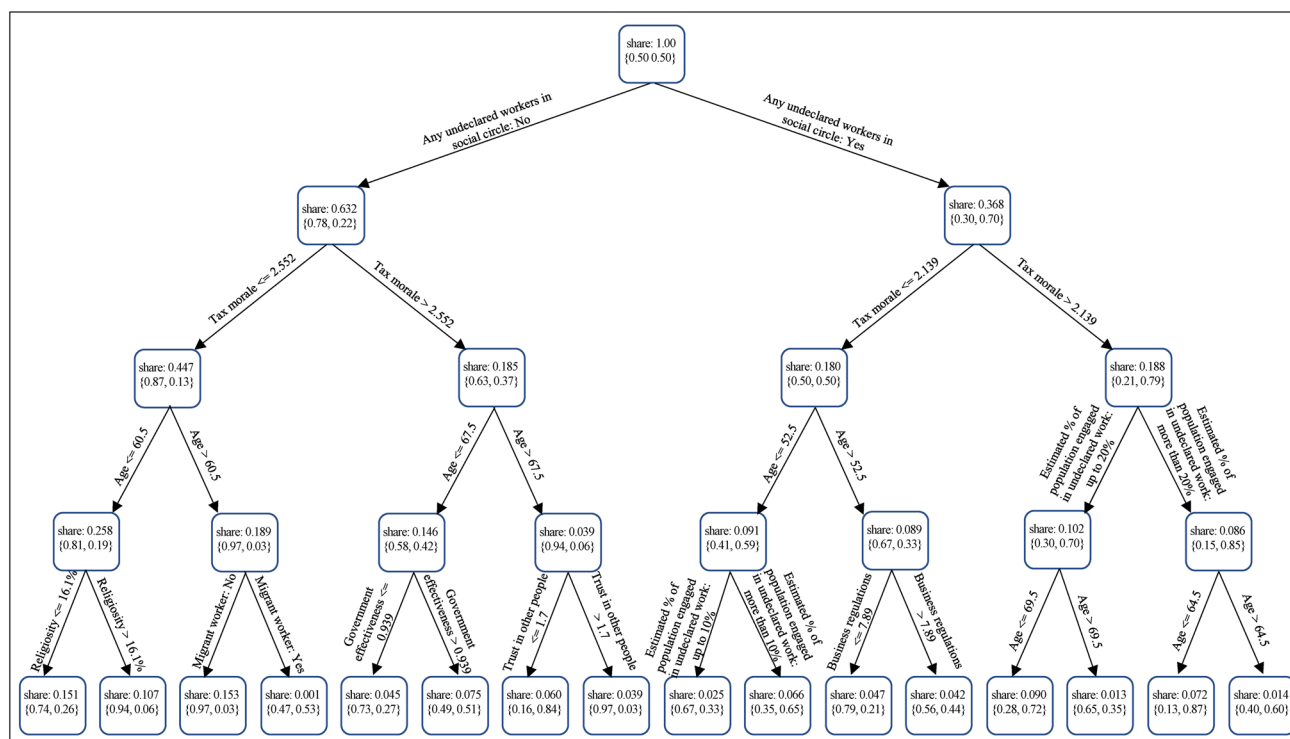 share: 1.00
{0.50 0.50}
Any undeclared workers in
social circle: No
Any undeclared workers in
social circle: Yes
share: 0.632
{0.78, 0.22}
share: 0.368
{0.30, 0.70}
Tax morale <= 2.552
Tax morale > 2.552
Tax morale <= 2.139
Tax morale > 2.139
share: 0.447
{0.87, 0.13}
share: 0.185
{0.63, 0.37}
share: 0.180
{0.50, 0.50}
share: 0.188
{0.21, 0.79}
Age <= 60.5
Age > 60.5
Age <= 67.5
Age > 67.5
Age <= 52.5
Age > 52.5
Estimated % of
population engaged
in undeclared work:
up to 20%
Estimated % of
population engaged
in undeclared work:
more than 20%
share: 0.258
{0.81, 0.19}
share: 0.189
{0.97, 0.03}
share: 0.146
{0.58, 0.42}
share: 0.039
{0.94, 0.06}
share: 0.091
{0.41, 0.59}
share: 0.089
{0.67, 0.33}
share: 0.102
{0.30, 0.70}
share: 0.086
{0.15, 0.85}
Religiosity <= 16.1%
Religiosity > 16.1%
Migrant worker: No
Migrant worker: Yes
Government
effectiveness <=
0.939
Government
effectiveness > 0.939
Trust in other people
<= 1.7
Trust in other people
> 1.7
Estimated % of
population engaged
in undeclared work:
up to 10%
Estimated % of
population engaged
in undeclared work:
more than 10%
Business regulations
<= 7.89
Business regulations
> 7.89
Age <= 69.5
Age > 69.5
Age <= 64.5
Age > 64.5
share: 0.151
{0.74, 0.26}
share: 0.107
{0.94, 0.06}
share: 0.153
{0.97, 0.03}
share: 0.001
{0.47, 0.53}
share: 0.045
{0.73, 0.27}
share: 0.075
{0.49, 0.51}
share: 0.060
{0.16, 0.84}
share: 0.039
{0.97, 0.03}
share: 0.025
{0.67, 0.33}
share: 0.066
{0.35, 0.65}
share: 0.047
{0.79, 0.21}
share: 0.042
{0.56, 0.44}
share: 0.090
{0.28, 0.72}
share: 0.013
{0.65, 0.35}
share: 0.072
{0.13, 0.87}
share: 0.014
{0.40, 0.60}